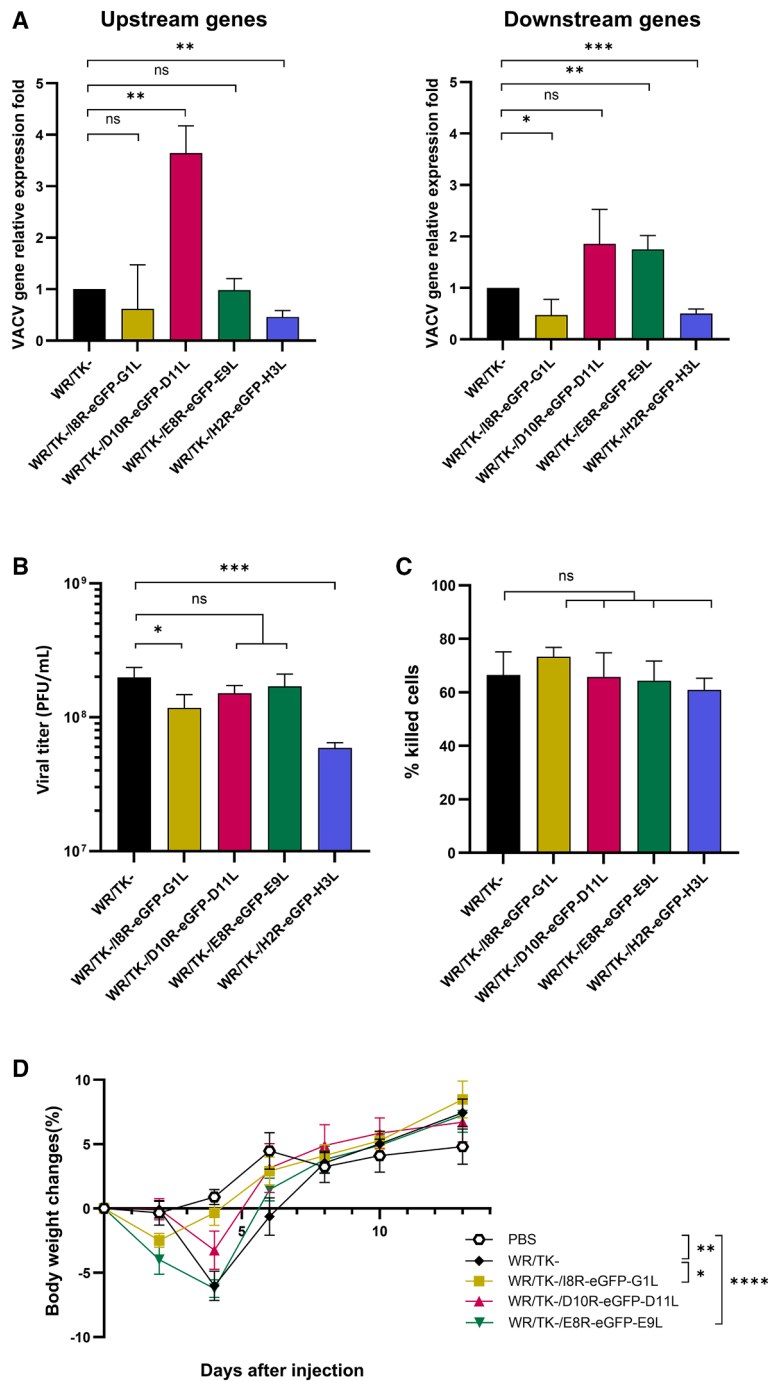 A
Upstream genes
Downstream genes
**
ns
**
ns
VACV gene relative expression fold
5
4
3
2
1
0
WR/TK-
WR/TK-/I8R-eGFP-G1L
WR/TK-/D10R-eGFP-D11L
WR/TK-/E8R-eGFP-E9L
WR/TK-/H2R-eGFP-H3L
***
**
ns
*
VACV gene relative expression fold
5
4
3
2
1
0
WR/TK-
WR/TK-/I8R-eGFP-G1L
WR/TK-/D10R-eGFP-D11L
WR/TK-/E8R-eGFP-E9L
WR/TK-/H2R-eGFP-H3L
B
***
ns
*
Viral titer (PFU/mL)
10⁹
10⁸
10⁷
WR/TK-
WR/TK-/I8R-eGFP-G1L
WR/TK-/D10R-eGFP-D11L
WR/TK-/E8R-eGFP-E9L
WR/TK-/H2R-eGFP-H3L
C
ns
% killed cells
100
80
60
40
20
0
WR/TK-
WR/TK-/I8R-eGFP-G1L
WR/TK-/D10R-eGFP-D11L
WR/TK-/E8R-eGFP-E9L
WR/TK-/H2R-eGFP-H3L
D
Body weight changes(%)
10
5
0
-5
-10
5
10
Days after injection
PBS
WR/TK-
WR/TK-/I8R-eGFP-G1L
WR/TK-/D10R-eGFP-D11L
WR/TK-/E8R-eGFP-E9L
**
*
****